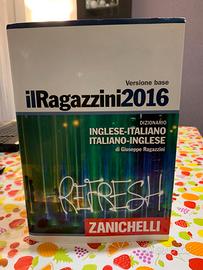 Versione base
ilRagazzini2016
DIZIONARIO
INGLESE-ITALIANO
ITALIANO-INGLESE
di Giuseppe Ragazzini
REFRESH
ZANICHELLI